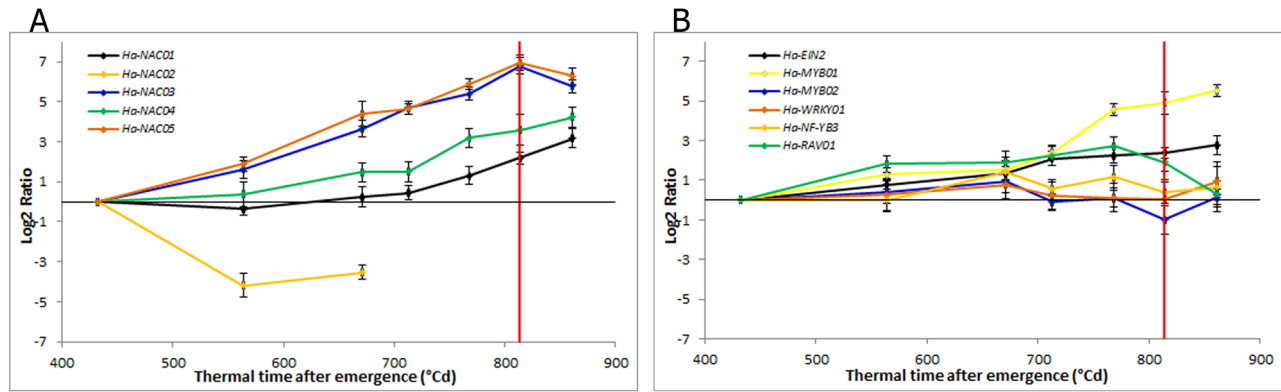 A
Ha-NAC01
Ha-NAC02
Ha-NAC03
Ha-NAC04
Ha-NAC05
7
5
3
1
-1
-3
-5
-7
Log2 Ratio
400 500 600 700 800 900
Thermal time after emergence (°Cd)
B
Ha-EIN2
Ha-MYB01
Ha-MYB02
Ha-WRKY01
Ha-NF-YB3
Ha-RAV01
7
5
3
1
-1
-3
-5
-7
Log2 Ratio
400 500 600 700 800 900
Thermal time after emergence (°Cd)